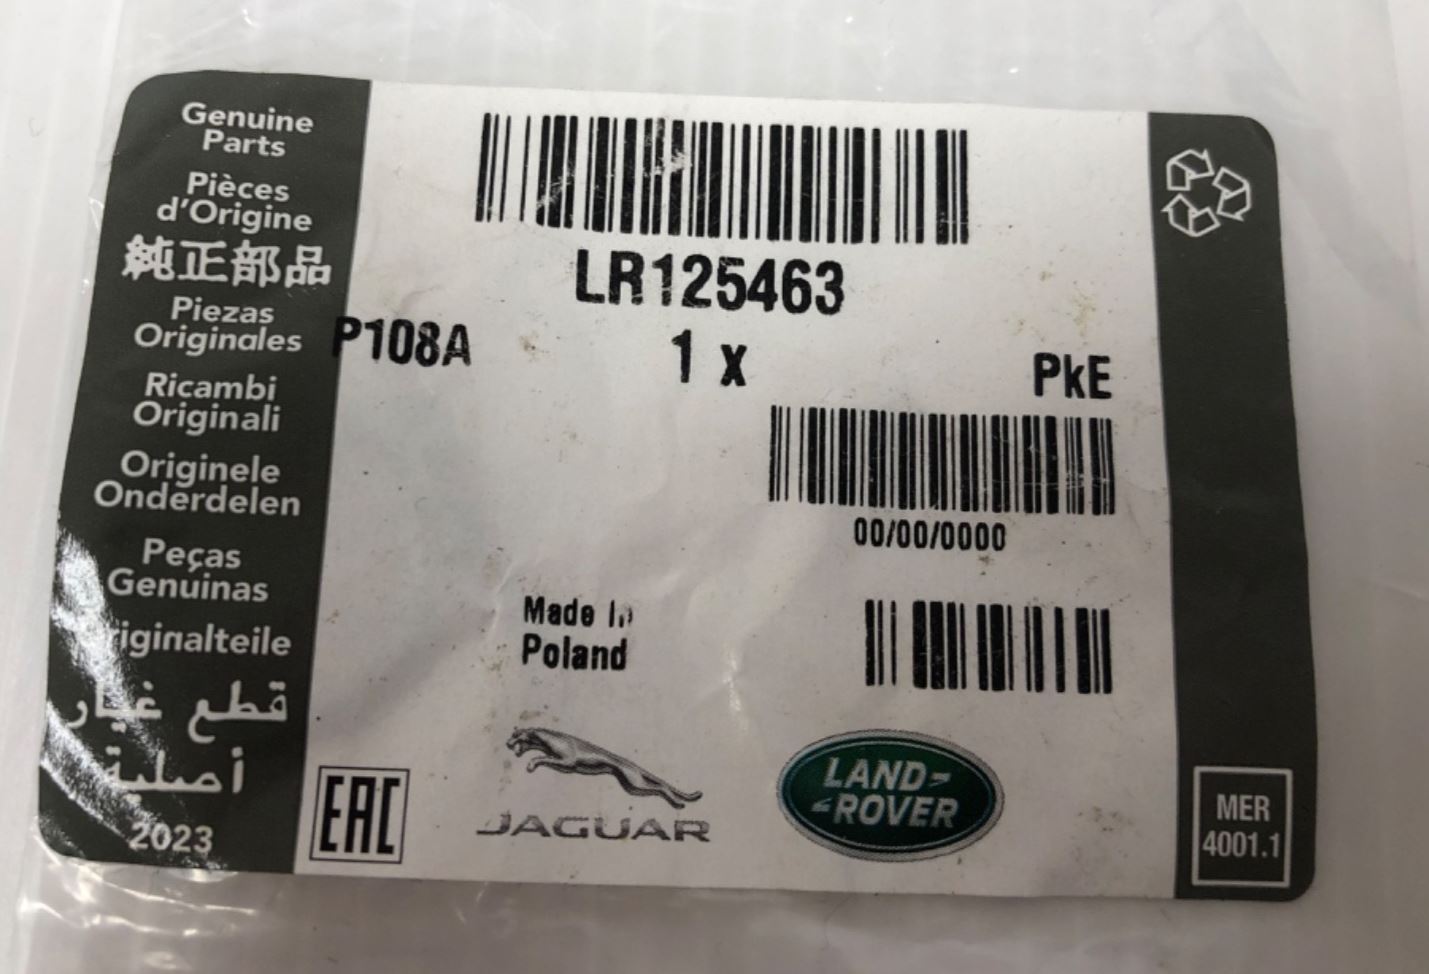 Genuine
Parts
Pièces
d'Origine
純正部品
Piezas
Originales
Ricambi
Originali
Originele
Onderdelen
Peças
Genuinas
riginalteile
قطع غيار
أصلية
2023
LR125463
P108A 1 x PkE
00/00/0000
Made In
Poland
EAC
JAGUAR
LAND-
-ROVER
MER
4001.1